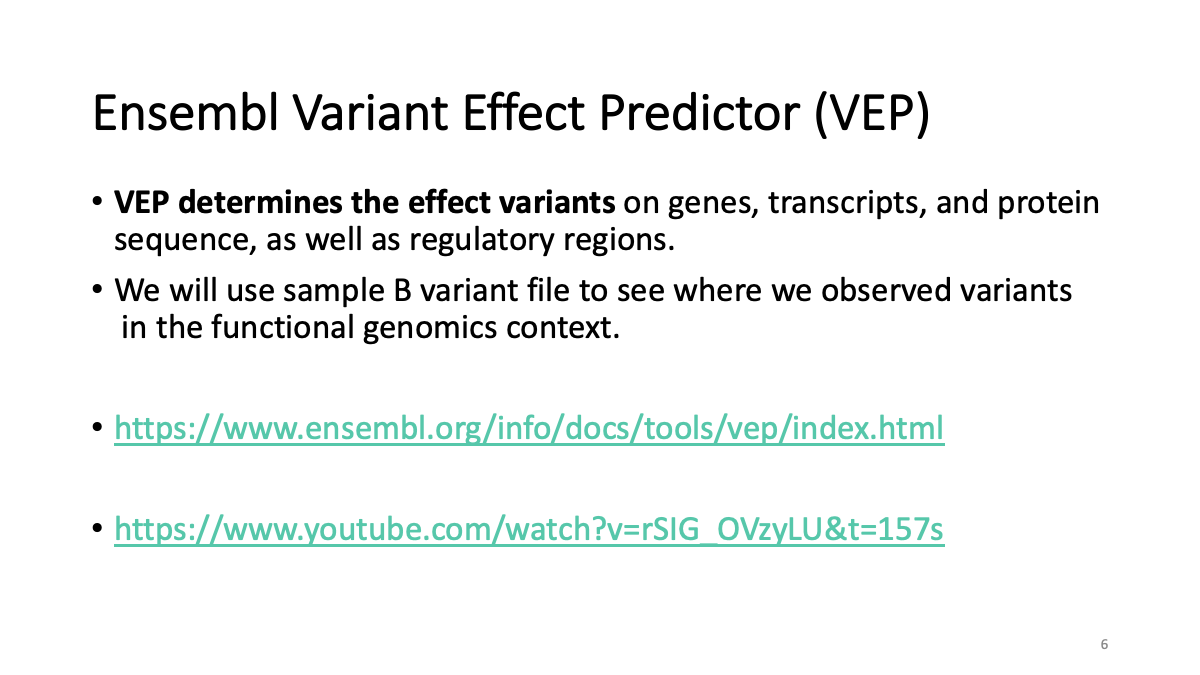 Ensembl Variant Effect Predictor (VEP)
• VEP determines the effect variants on genes, transcripts, and protein
sequence, as well as regulatory regions.
• We will use sample B variant file to see where we observed variants
in the functional genomics context.
• https://www.ensembl.org/info/docs/tools/vep/index.html
• https://www.youtube.com/watch?v=rSIG_OVzyLU&t=157s
6